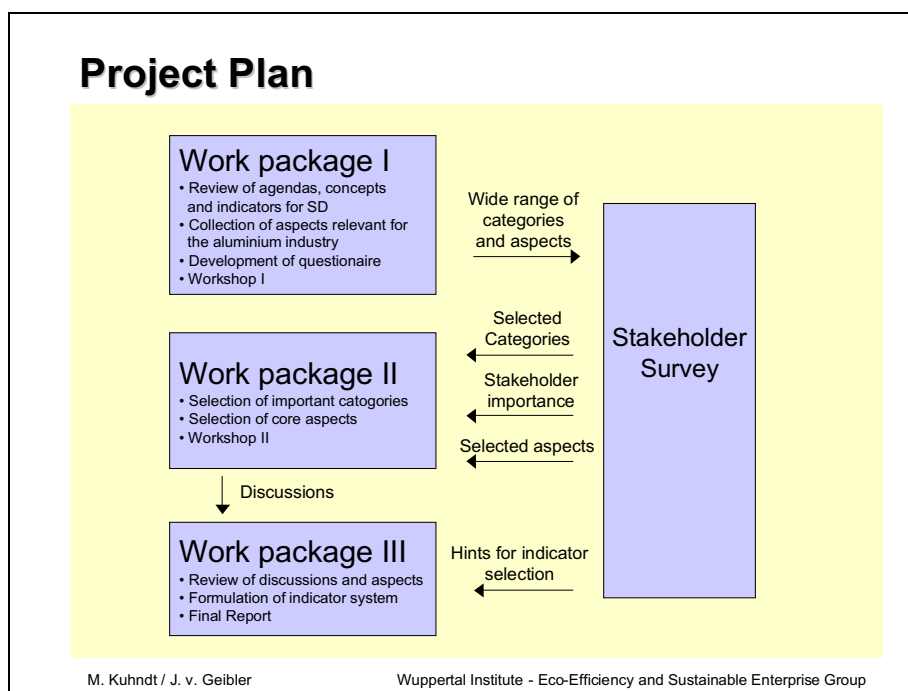 Project Plan
Work package I
• Review of agendas, concepts
and indicators for SD
• Collection of aspects relevant for
the aluminium industry
• Development of questionaire
• Workshop I
Wide range of
categories
and aspects
Stakeholder
Survey
Selected
Categories
Stakeholder
importance
Selected aspects
Work package II
• Selection of important catogories
• Selection of core aspects
• Workshop II
Discussions
Work package III
• Review of discussions and aspects
• Formulation of indicator system
• Final Report
Hints for indicator
selection
M. Kuhndt / J. v. Geibler
Wuppertal Institute - Eco-Efficiency and Sustainable Enterprise Group